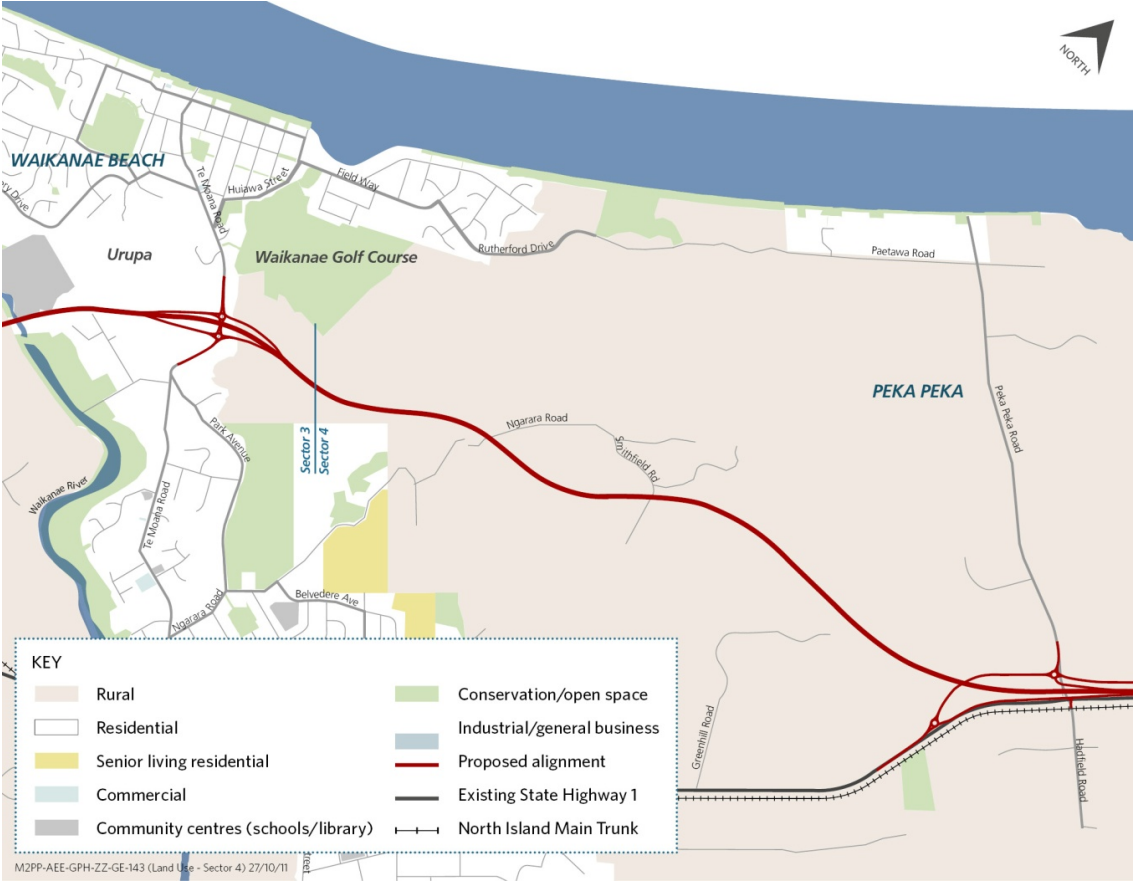 NORTH
WAIKANAE BEACH
Te Moana Road
Huiawa Street
Field Way
ery Drive
Urupa
Waikanae Golf Course
Rutherford Drive
Paetawa Road
PEKA PEKA
Peka Peka Road
Ngarara Road
Smithfield Rd
Park Avenue
Sector 3
Sector 4
Waikanae River
Te Moana Road
Ngarara Road
Belvedere Ave
Greenhill Road
Hadfield Road
KEY
Rural
Residential
Senior living residential
Commercial
Community centres (schools/library)
Conservation/open space
Industrial/general business
Proposed alignment
Existing State Highway 1
North Island Main Trunk
M2PP-AEE-GPH-ZZ-GE-143 (Land Use - Sector 4) 27/10/11
treet